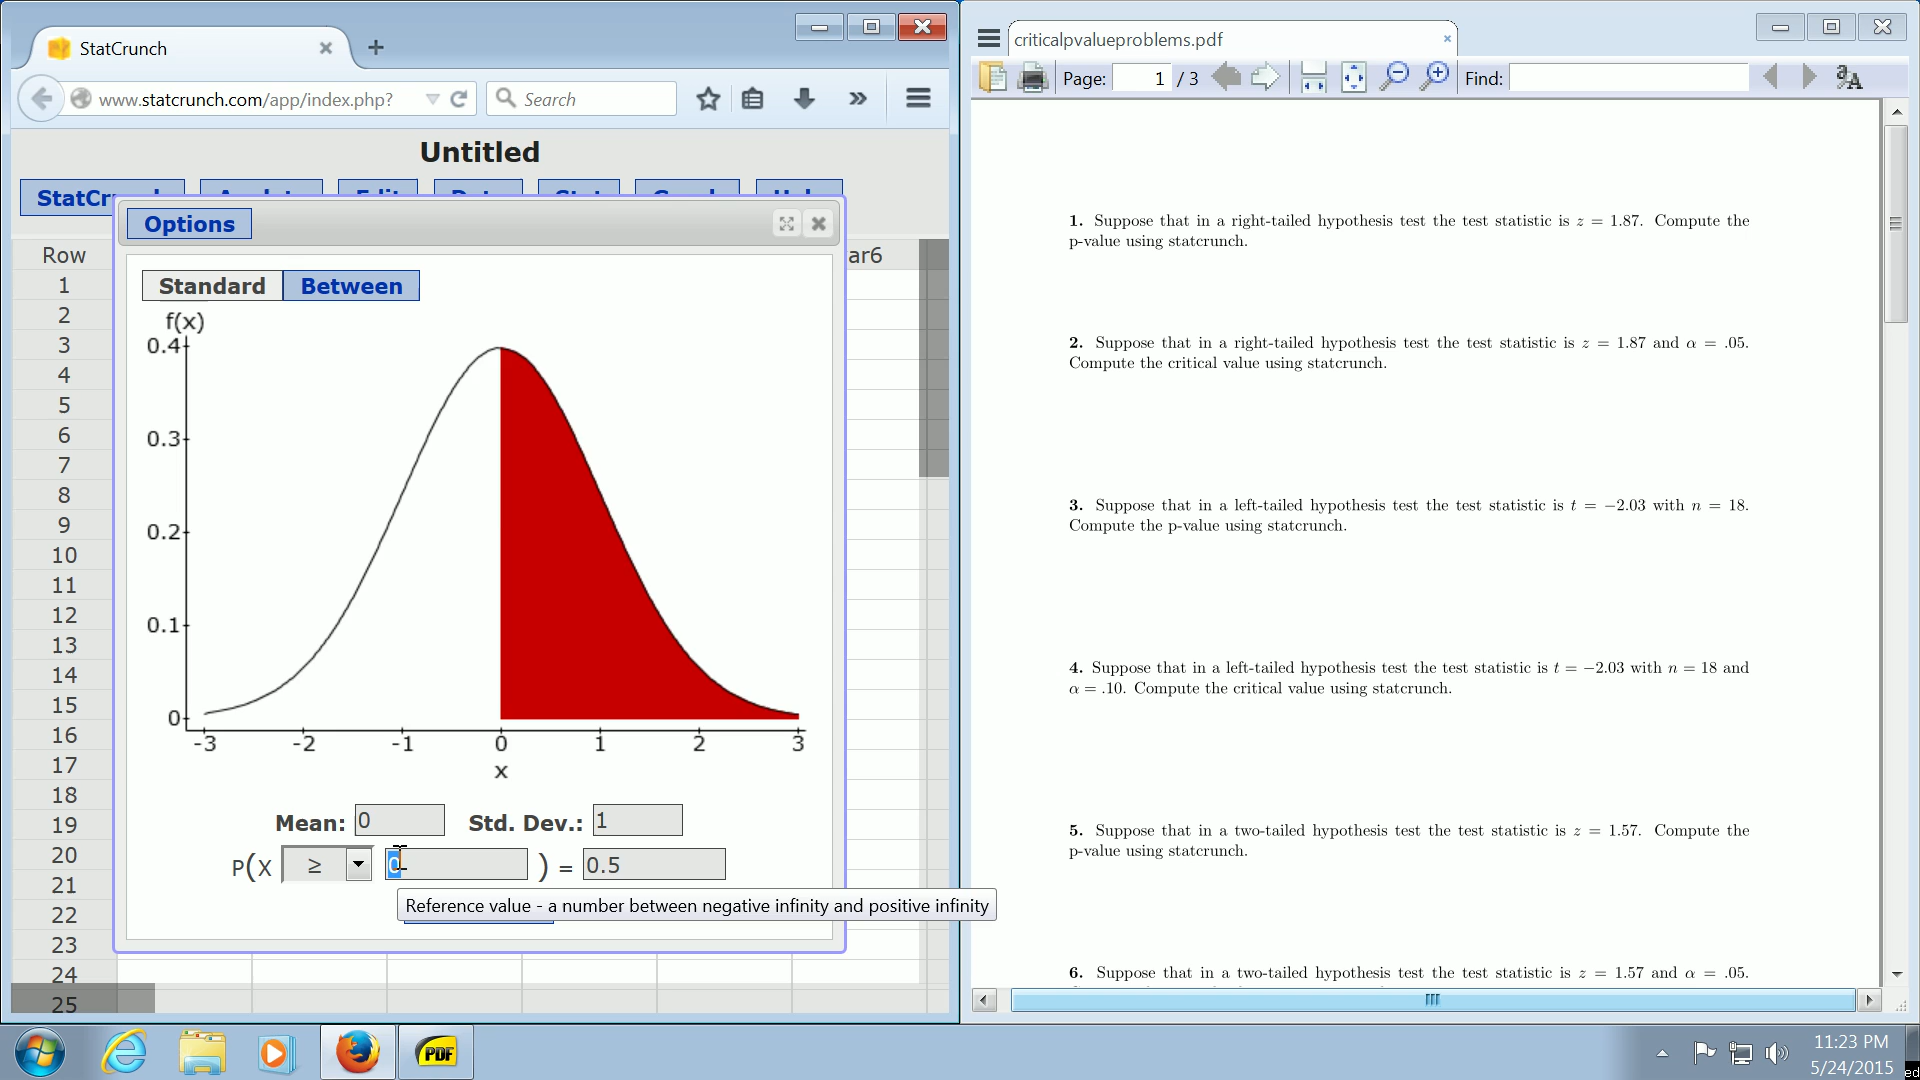 StatCrunch
www.statcrunch.com/app/index.php?
Search
Untitled
Options
Standard
Between
Row
ar6
1
2
3
4
5
6
7
8
9
10
11
12
13
14
15
16
17
18
19
20
21
22
23
24
25
f(x)
0.4
0.3
0.2
0.1
0
-3 -2 -1 0 1 2 3
x
Mean: 0 Std. Dev.: 1
P(X ≥ 0 ) = 0.5
Reference value - a number between negative infinity and positive infinity
criticalpvalueproblems.pdf
Page: 1 / 3
Find:
1. Suppose that in a right-tailed hypothesis test the test statistic is z = 1.87. Compute the
p-value using statcrunch.
2. Suppose that in a right-tailed hypothesis test the test statistic is z = 1.87 and α = .05.
Compute the critical value using statcrunch.
3. Suppose that in a left-tailed hypothesis test the test statistic is t = −2.03 with n = 18.
Compute the p-value using statcrunch.
4. Suppose that in a left-tailed hypothesis test the test statistic is t = −2.03 with n = 18 and
α = .10. Compute the critical value using statcrunch.
5. Suppose that in a two-tailed hypothesis test the test statistic is z = 1.57. Compute the
p-value using statcrunch.
6. Suppose that in a two-tailed hypothesis test the test statistic is z = 1.57 and α = .05.
PDF
11:23 PM
5/24/2015